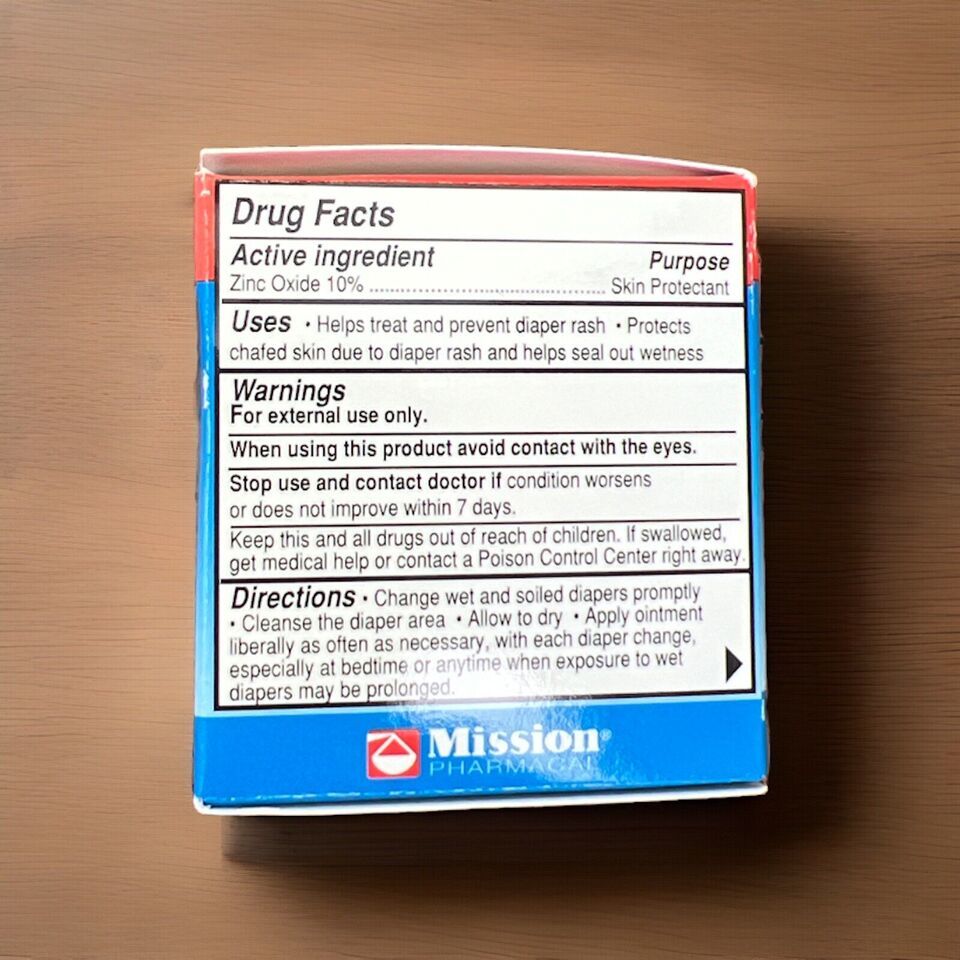 Drug Facts
Active ingredient Purpose
Zinc Oxide 10% ........................................................ Skin Protectant
Uses • Helps treat and prevent diaper rash • Protects
chafed skin due to diaper rash and helps seal out wetness
Warnings
For external use only.
When using this product avoid contact with the eyes.
Stop use and contact doctor if condition worsens
or does not improve within 7 days.
Keep this and all drugs out of reach of children. If swallowed,
get medical help or contact a Poison Control Center right away.
Directions • Change wet and soiled diapers promptly
• Cleanse the diaper area • Allow to dry • Apply ointment
liberally as often as necessary, with each diaper change,
especially at bedtime or anytime when exposure to wet
diapers may be prolonged.
Mission®
PHARMACAL